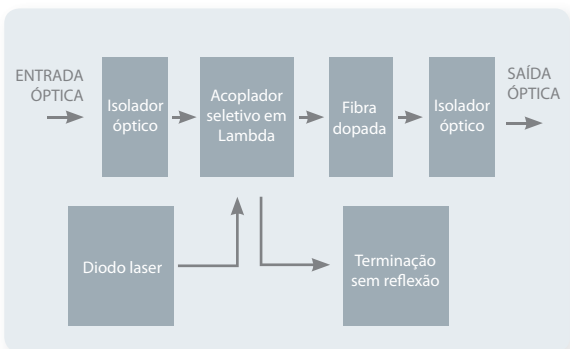 ENTRADA
ÓPTICA
Isolador
óptico
Acoplador
seletivo em
Lambda
Fibra
dopada
Isolador
óptico
SAÍDA
ÓPTICA
Diodo laser
Terminação
sem reflexão